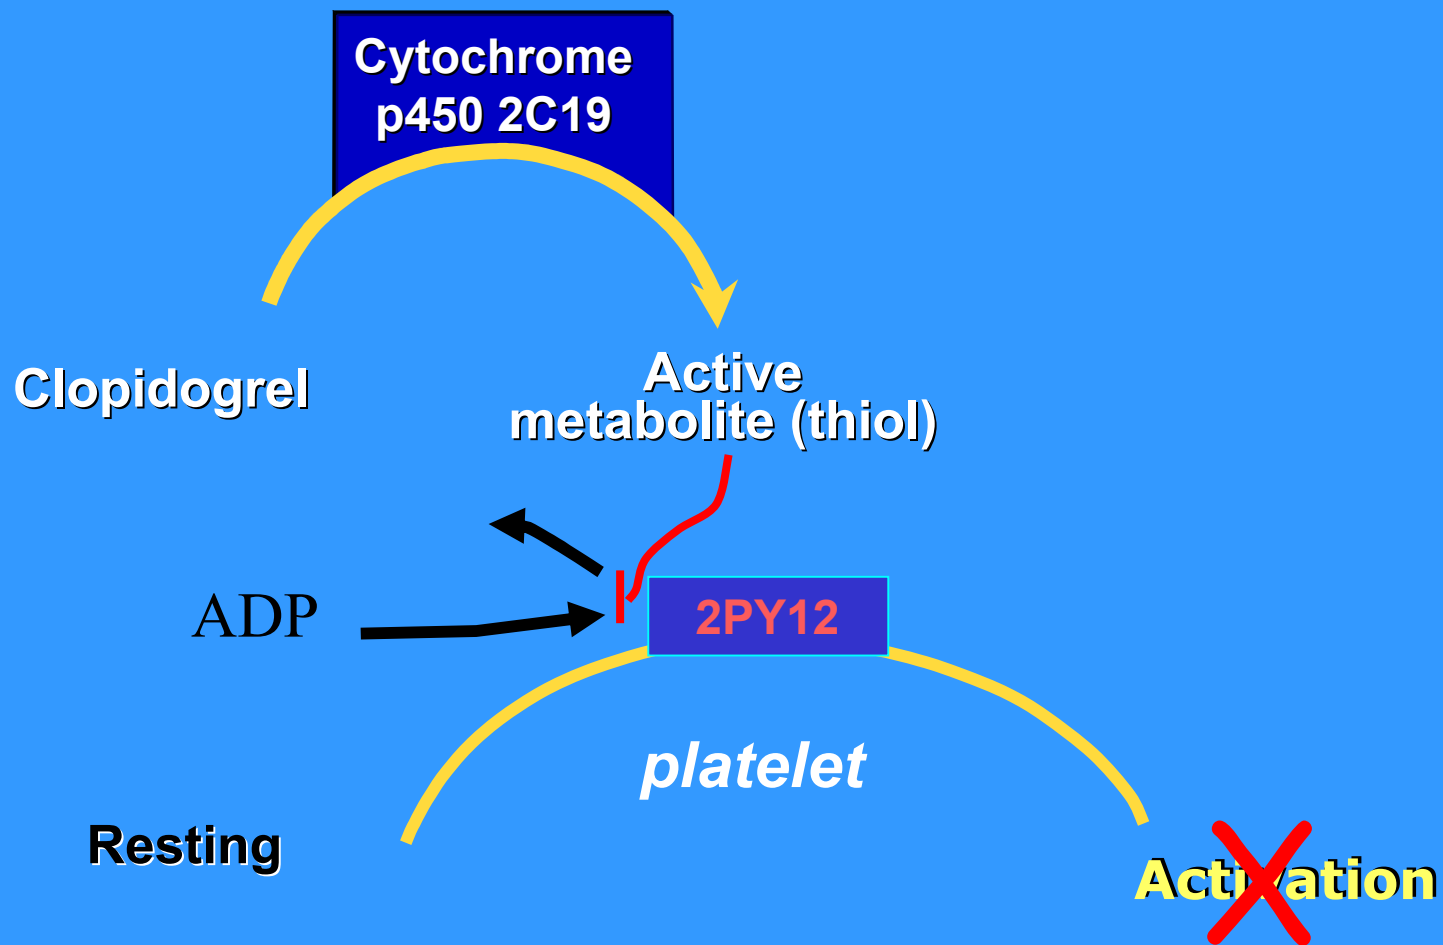 Cytochrome
p450 2C19
Clopidogrel
Active
metabolite (thiol)
ADP
2PY12
platelet
Resting
Activation